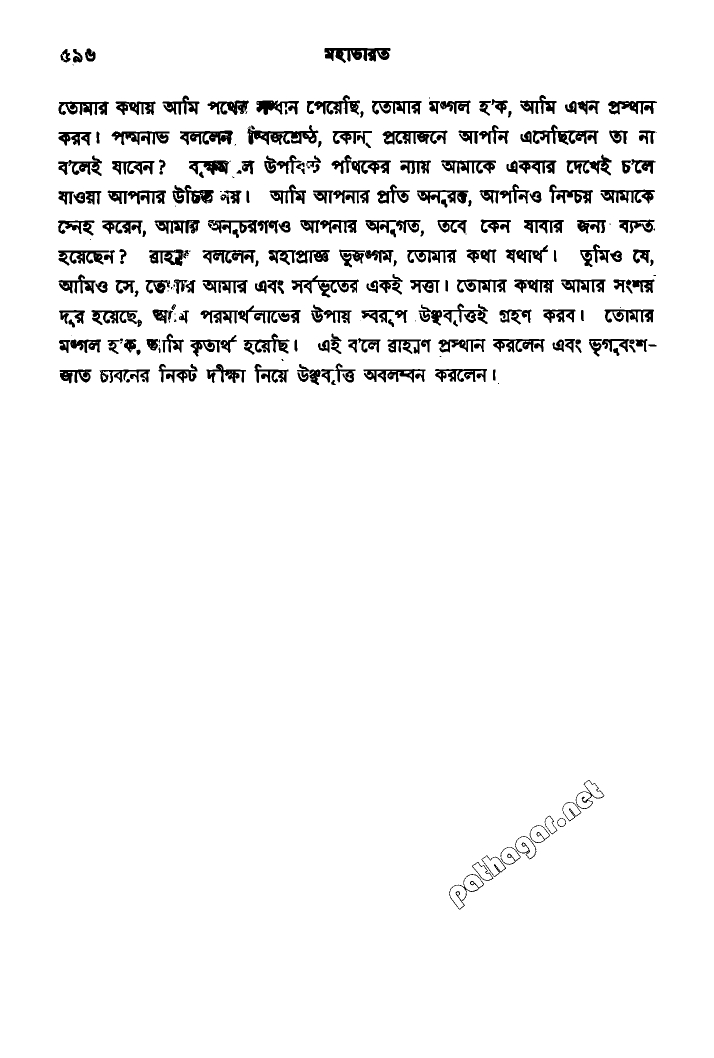 ৫৯৬ মহাভারত
তোমার কথায় আমি পথের সন্ধান পেয়েছি, তোমার মঙ্গল হ’ক, আমি এখন প্রস্থান
করব। পদ্মনাভ বললেন, দ্বিজশ্রেষ্ঠ, কোন্ প্রয়োজনে আপনি এসেছিলেন তা না
ব’লেই যাবেন? বৃক্ষমূলে উপবিষ্ট পথিকের ন্যায় আমাকে একবার দেখেই চ’লে
যাওয়া আপনার উচিত নয়। আমি আপনার প্রতি অনুরক্ত, আপনিও নিশ্চয় আমাকে
স্নেহ করেন, আমার অনুচরগণও আপনার অনুগত, তবে কেন যাবার জন্য ব্যস্ত
হয়েছেন? ব্রাহ্মণ বললেন, মহাপ্রাজ্ঞ ভুজঙ্গম, তোমার কথা যথার্থ। তুমিও যে,
আমিও সে, তোমার আমার এবং সর্বভূতের একই সত্তা। তোমার কথায় আমার সংশয়
দূর হয়েছে, আমি পরমার্থলাভের উপায় স্বরূপ উঞ্ছবৃত্তিই গ্রহণ করব। তোমার
মঙ্গল হ’ক, আমি কৃতার্থ হয়েছি। এই ব’লে ব্রাহ্মণ প্রস্থান করলেন এবং ভৃগুবংশ-
জাত চ্যবনের নিকট দীক্ষা নিয়ে উঞ্ছবৃত্তি অবলম্বন করলেন।
pathagar.net